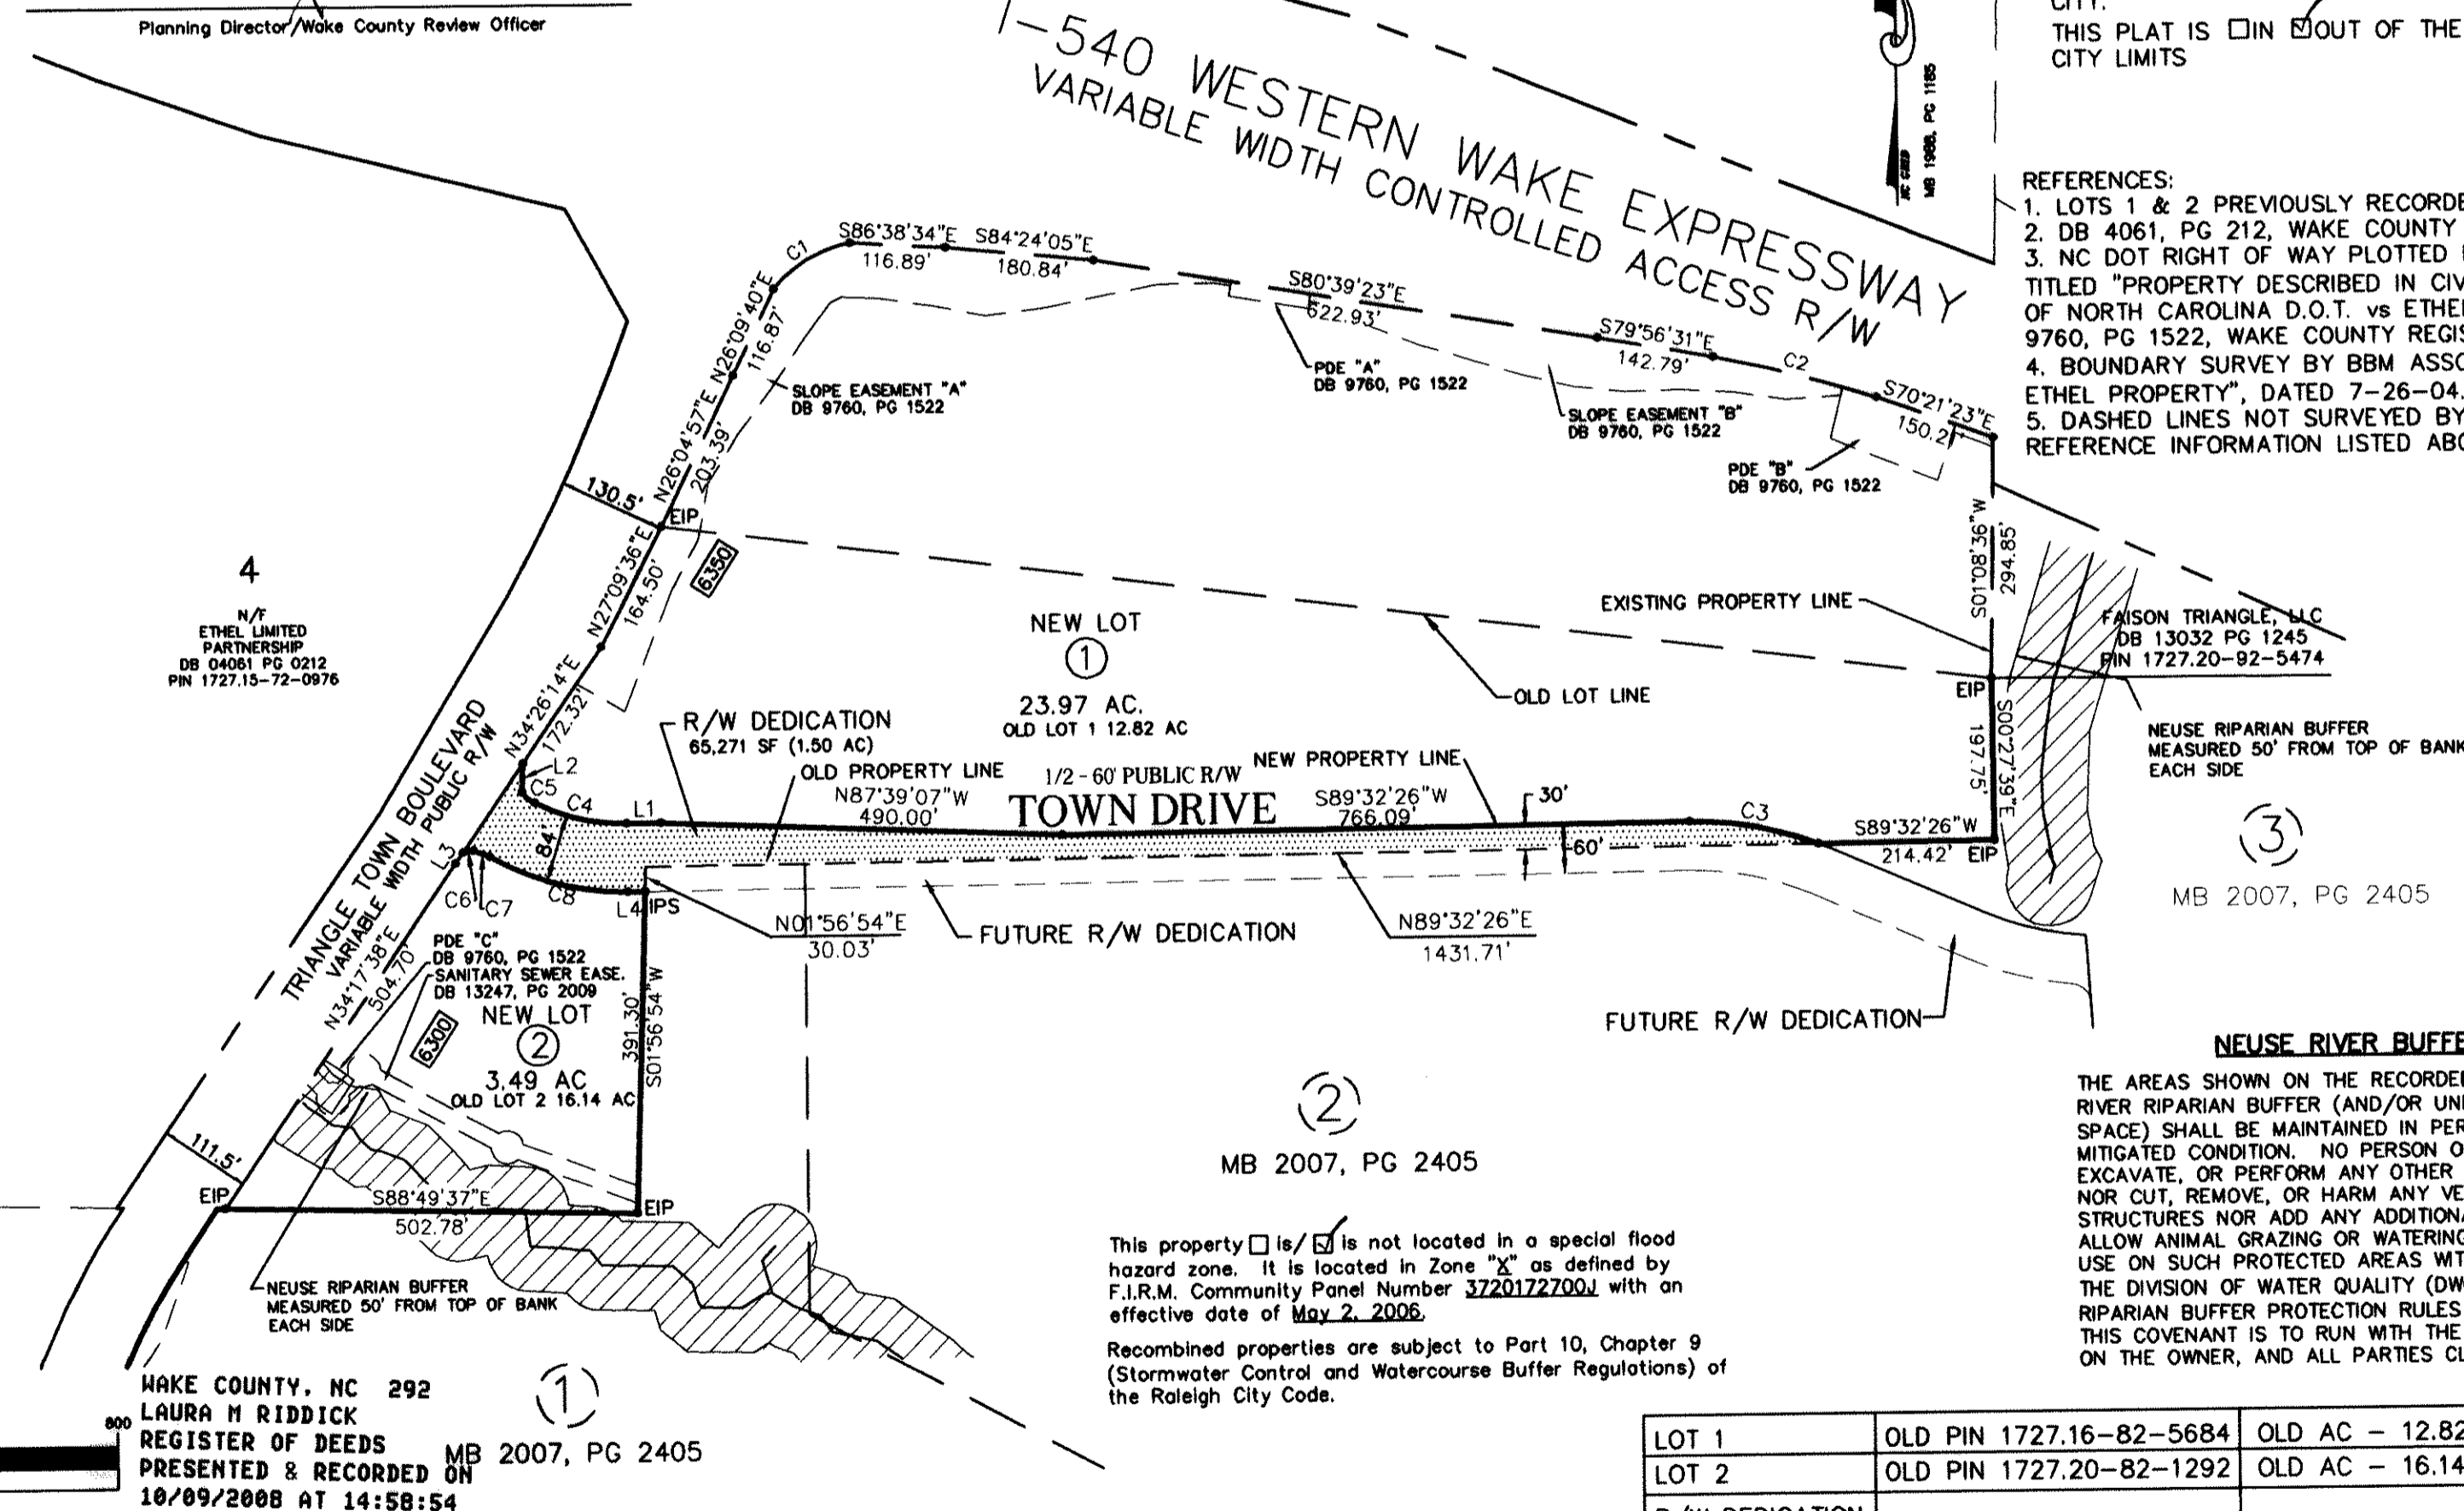 Planning Director/Wake County Review Officer
I-540 WESTERN WAKE EXPRESSWAY
VARIABLE WIDTH CONTROLLED ACCESS R/W
MB 1988, PG 1185
CITY.
THIS PLAT IS ☐IN ☑OUT OF THE
CITY LIMITS
REFERENCES:
1. LOTS 1 & 2 PREVIOUSLY RECORDE
2. DB 4061, PG 212, WAKE COUNTY
3. NC DOT RIGHT OF WAY PLOTTED
TITLED "PROPERTY DESCRIBED IN CIV
OF NORTH CAROLINA D.O.T. vs ETHE
9760, PG 1522, WAKE COUNTY REGIS
4. BOUNDARY SURVEY BY BBM ASSO
ETHEL PROPERTY", DATED 7-26-04.
5. DASHED LINES NOT SURVEYED BY
REFERENCE INFORMATION LISTED ABO
C1
S86°38'34"E
116.89'
S84°24'05"E
180.84'
S80°39'23"E
622.93'
S79°56'31"E
142.79'
C2
S70°21'23"E
150.2
N26°09'40"E
116.87'
N26°04'57"E
203.39'
SLOPE EASEMENT "A"
DB 9760, PG 1522
PDE "A"
DB 9760, PG 1522
SLOPE EASEMENT "B"
DB 9760, PG 1522
PDE "B"
DB 9760, PG 1522
130.5'
EIP
N27°09'36"E
164.50'
6350
S01°08'36"W
294.85'
4
N/F
ETHEL LIMITED
PARTNERSHIP
DB 04061 PG 0212
PIN 1727.15-72-0976
NEW LOT
1
23.97 AC.
OLD LOT 1 12.82 AC
EXISTING PROPERTY LINE
OLD LOT LINE
FAISON TRIANGLE, LLC
DB 13032 PG 1245
PIN 1727.20-92-5474
EIP
NEUSE RIPARIAN BUFFER
MEASURED 50' FROM TOP OF BANK
EACH SIDE
S00°27'39"E
197.75'
N34°26'14"E
172.32'
TRIANGLE TOWN BOULEVARD
VARIABLE WIDTH PUBLIC R/W
R/W DEDICATION
65,271 SF (1.50 AC)
OLD PROPERTY LINE
1/2 - 60' PUBLIC R/W
NEW PROPERTY LINE
L2
C5
C4
L1
N87°39'07"W
490.00'
TOWN DRIVE
S89°32'26"W
766.09'
30'
C3
S89°32'26"W
214.42'
EIP
84'
60'
L3
C6
C7
C8
L4
IPS
3
MB 2007, PG 2405
N01°56'54"E
30.03'
FUTURE R/W DEDICATION
N89°32'26"E
1431.71'
FUTURE R/W DEDICATION
N34°17'38"E
504.70'
PDE "C"
DB 9760, PG 1522
SANITARY SEWER EASE.
DB 13247, PG 2009
NEW LOT
2
3.49 AC
OLD LOT 2 16.14 AC
6300
391.30'
S01°56'54"W
111.5'
EIP
S88°49'37"E
502.78'
EIP
2
MB 2007, PG 2405
NEUSE RIVER BUFFE
THE AREAS SHOWN ON THE RECORDE
RIVER RIPARIAN BUFFER (AND/OR UN
SPACE) SHALL BE MAINTAINED IN PER
MITIGATED CONDITION. NO PERSON O
EXCAVATE, OR PERFORM ANY OTHER
NOR CUT, REMOVE, OR HARM ANY VE
STRUCTURES NOR ADD ANY ADDITION
ALLOW ANIMAL GRAZING OR WATERING
USE ON SUCH PROTECTED AREAS WIT
THE DIVISION OF WATER QUALITY (DW
RIPARIAN BUFFER PROTECTION RULES
THIS COVENANT IS TO RUN WITH THE
ON THE OWNER, AND ALL PARTIES CL
This property ☐ is/ ☑ is not located in a special flood
hazard zone. It is located in Zone "X" as defined by
F.I.R.M. Community Panel Number 3720172700J with an
effective date of May 2, 2006.
Recombined properties are subject to Part 10, Chapter 9
(Stormwater Control and Watercourse Buffer Regulations) of
the Raleigh City Code.
NEUSE RIPARIAN BUFFER
MEASURED 50' FROM TOP OF BANK
EACH SIDE
800
WAKE COUNTY, NC 292
LAURA M RIDDICK
REGISTER OF DEEDS
PRESENTED & RECORDED ON
10/09/2008 AT 14:58:54
1
MB 2007, PG 2405
LOT 1 OLD PIN 1727.16-82-5684 OLD AC - 12.82
LOT 2 OLD PIN 1727.20-82-1292 OLD AC - 16.14
R/W DEDICATION